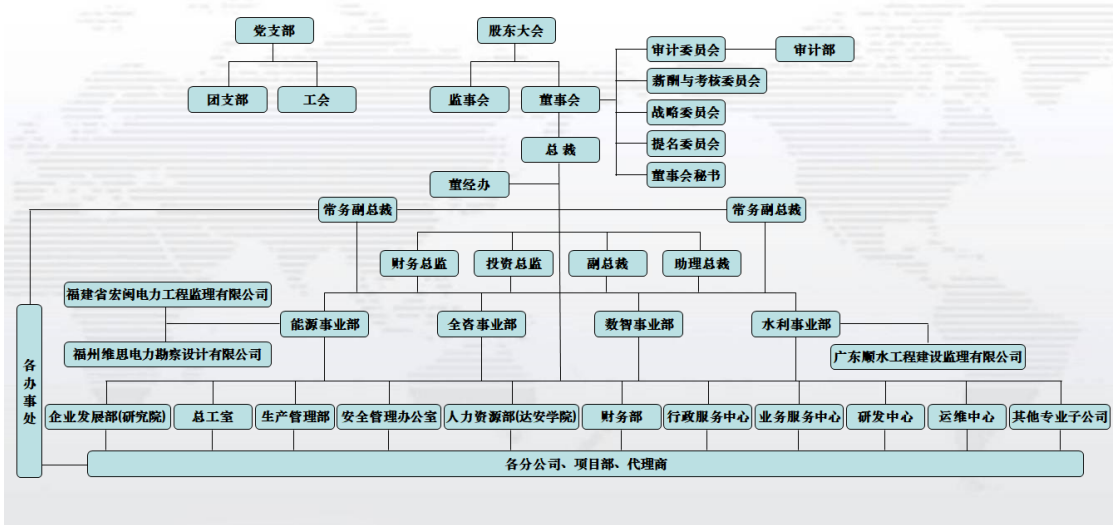 党支部
股东大会
审计委员会
审计部
薪酬与考核委员会
团支部
工会
监事会
董事会
战略委员会
提名委员会
总裁
董事会秘书
董经办
常务副总裁
常务副总裁
财务总监
投资总监
副总裁
助理总裁
福建省宏闽电力工程监理有限公司
能源事业部
全咨事业部
数智事业部
水利事业部
福州维思电力勘察设计有限公司
广东顺水工程建设监理有限公司
各办事处
企业发展部(研究院)
总工室
生产管理部
安全管理办公室
人力资源部(达安学院)
财务部
行政服务中心
业务服务中心
研发中心
运维中心
其他专业子公司
各分公司、项目部、代理商